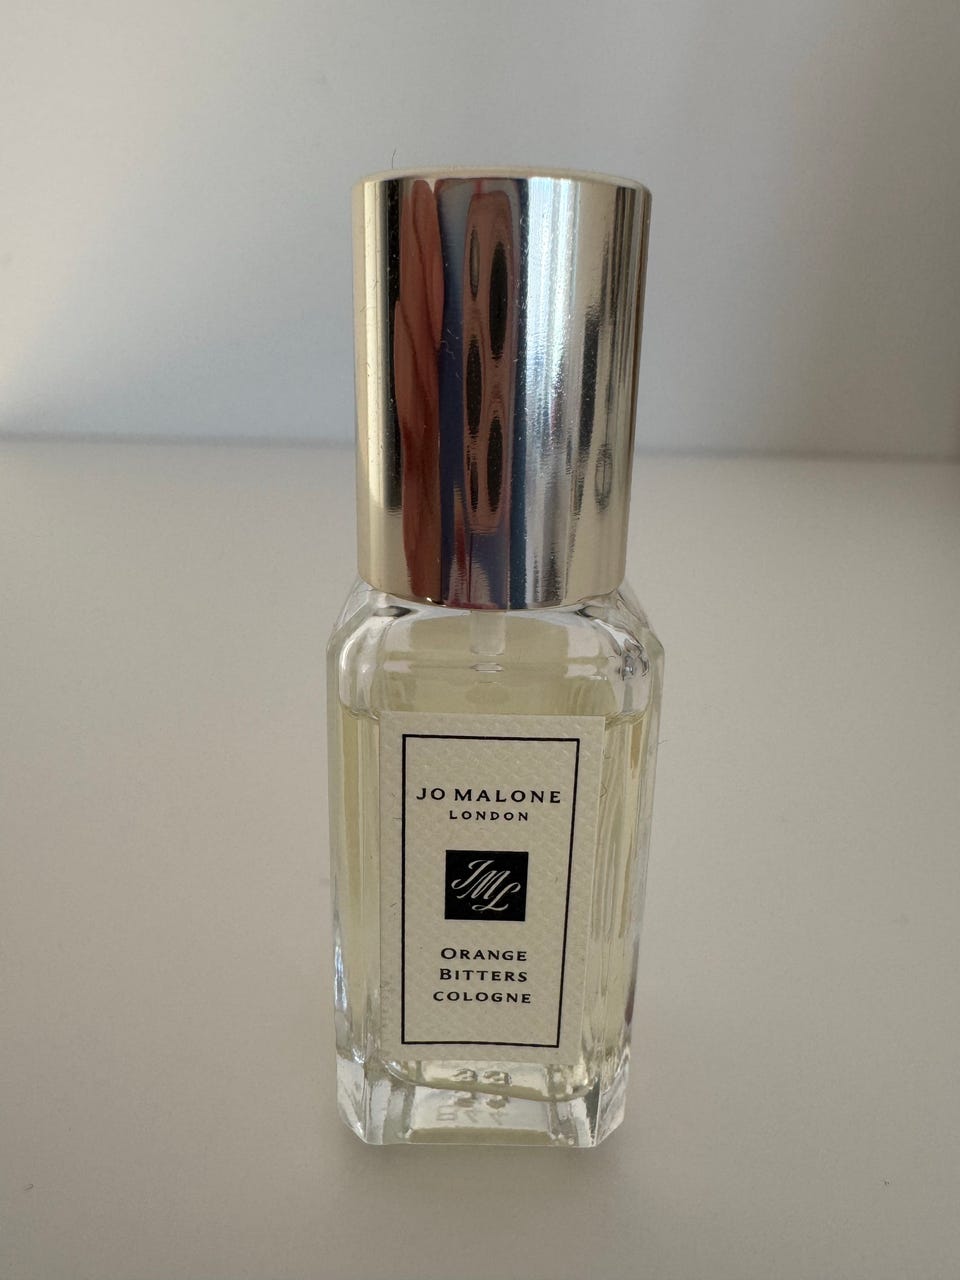 JO MALONE
LONDON
JML
ORANGE
BITTERS
COLOGNE